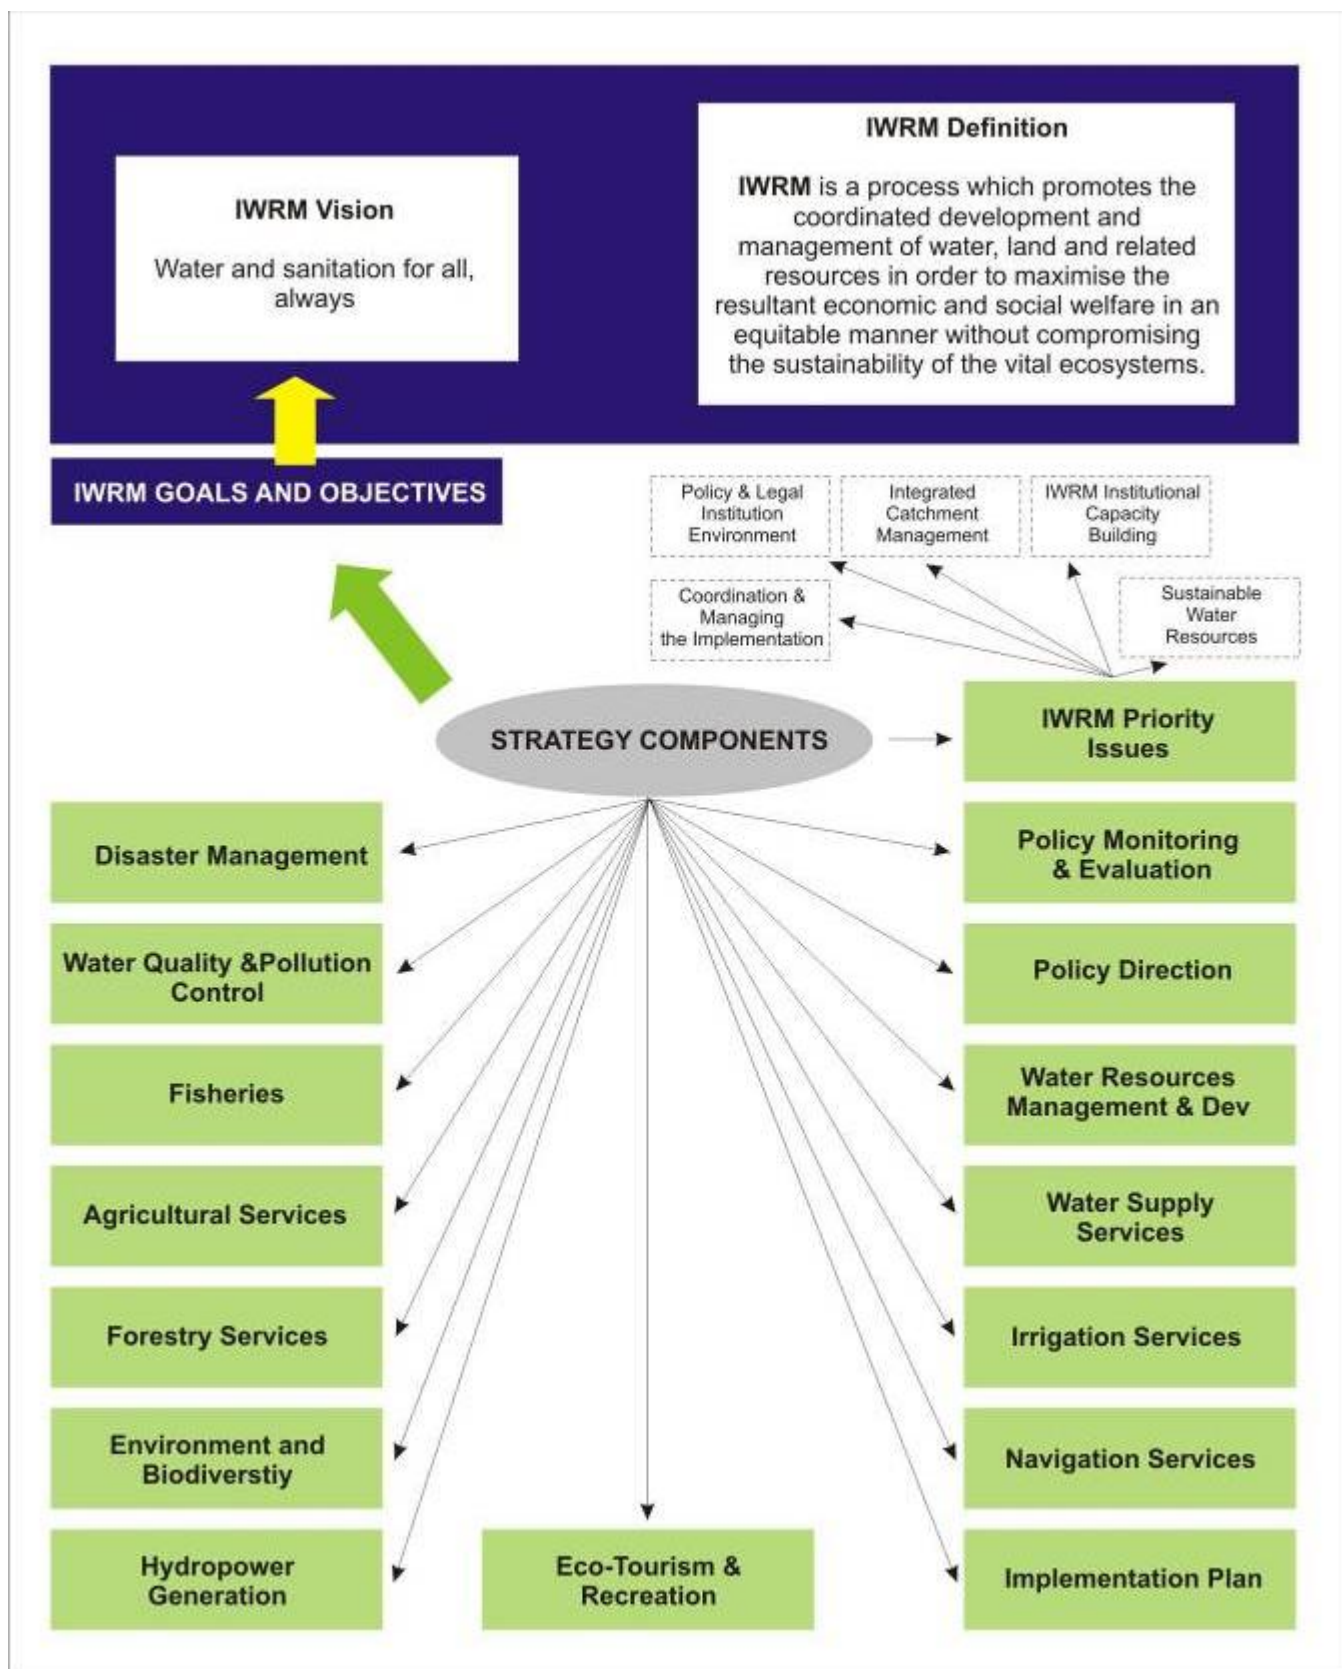 IWRM Vision
Water and sanitation for all,
always
IWRM Definition
IWRM is a process which promotes the
coordinated development and
management of water, land and related
resources in order to maximise the
resultant economic and social welfare in an
equitable manner without compromising
the sustainability of the vital ecosystems.
IWRM GOALS AND OBJECTIVES
Policy & Legal
Institution
Environment
Integrated
Catchment
Management
IWRM Institutional
Capacity
Building
Coordination &
Managing
the Implementation
Sustainable
Water
Resources
STRATEGY COMPONENTS
IWRM Priority
Issues
Disaster Management
Policy Monitoring
& Evaluation
Water Quality &Pollution
Control
Policy Direction
Fisheries
Water Resources
Management & Dev
Agricultural Services
Water Supply
Services
Forestry Services
Irrigation Services
Environment and
Biodiverstiy
Navigation Services
Hydropower
Generation
Eco-Tourism &
Recreation
Implementation Plan